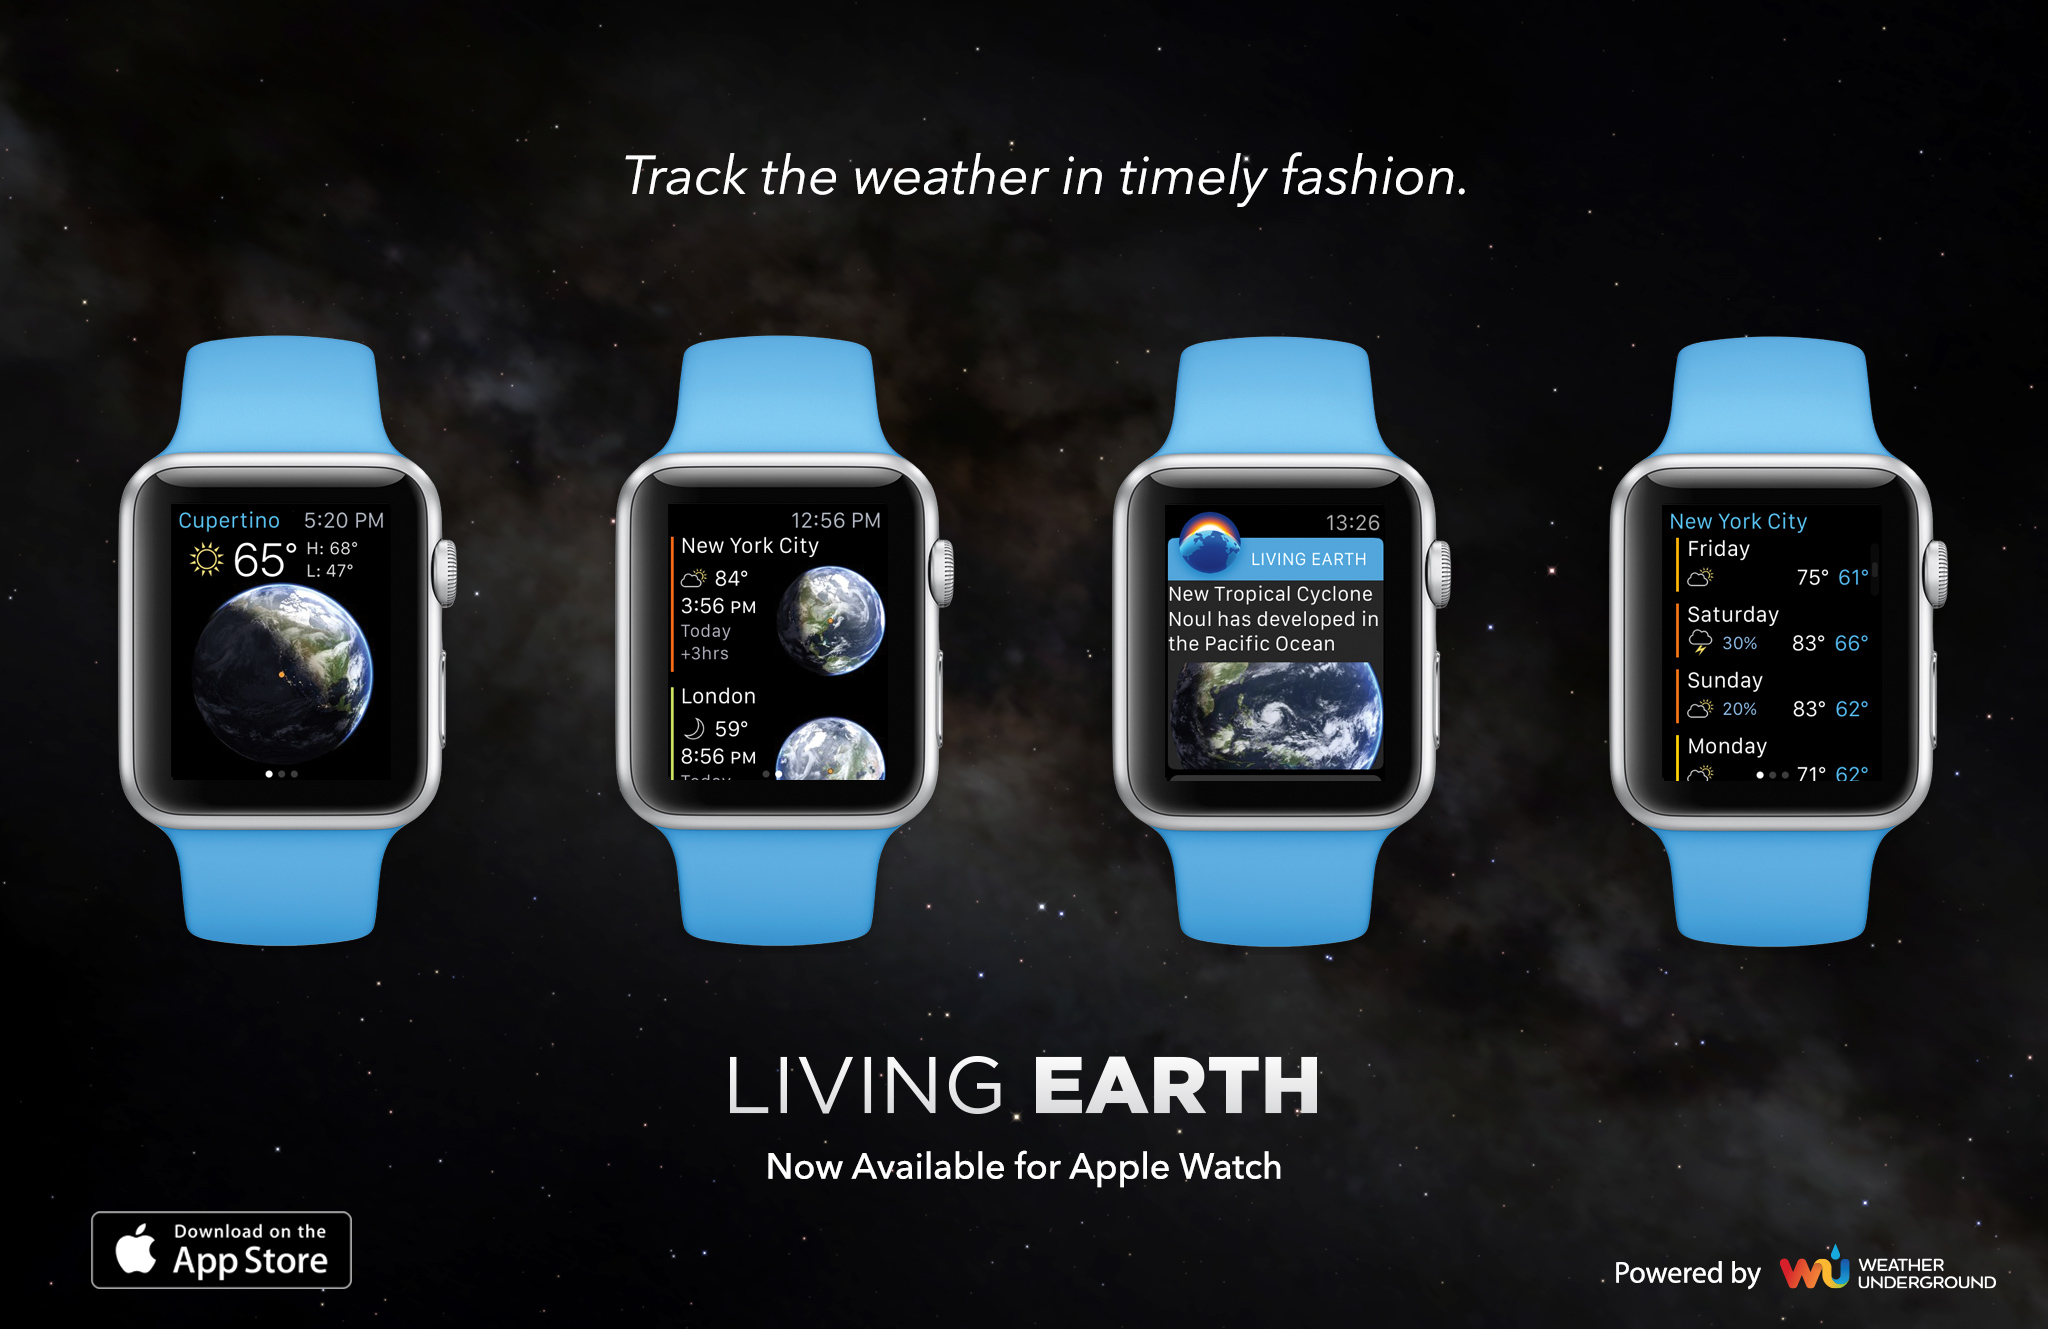 Track the weather in timely fashion.
Cupertino 5:20 PM
65° H: 68°
L: 47°
12:56 PM
New York City
84°
3:56 PM
Today
+3hrs
London
59°
8:56 PM
Today
13:26
LIVING EARTH
New Tropical Cyclone
Noul has developed in
the Pacific Ocean
New York City
Friday
75° 61°
Saturday
30% 83° 66°
Sunday
20% 83° 62°
Monday
71° 62°
LIVING EARTH
Now Available for Apple Watch
Download on the
App Store
Powered by WU WEATHER
UNDERGROUND